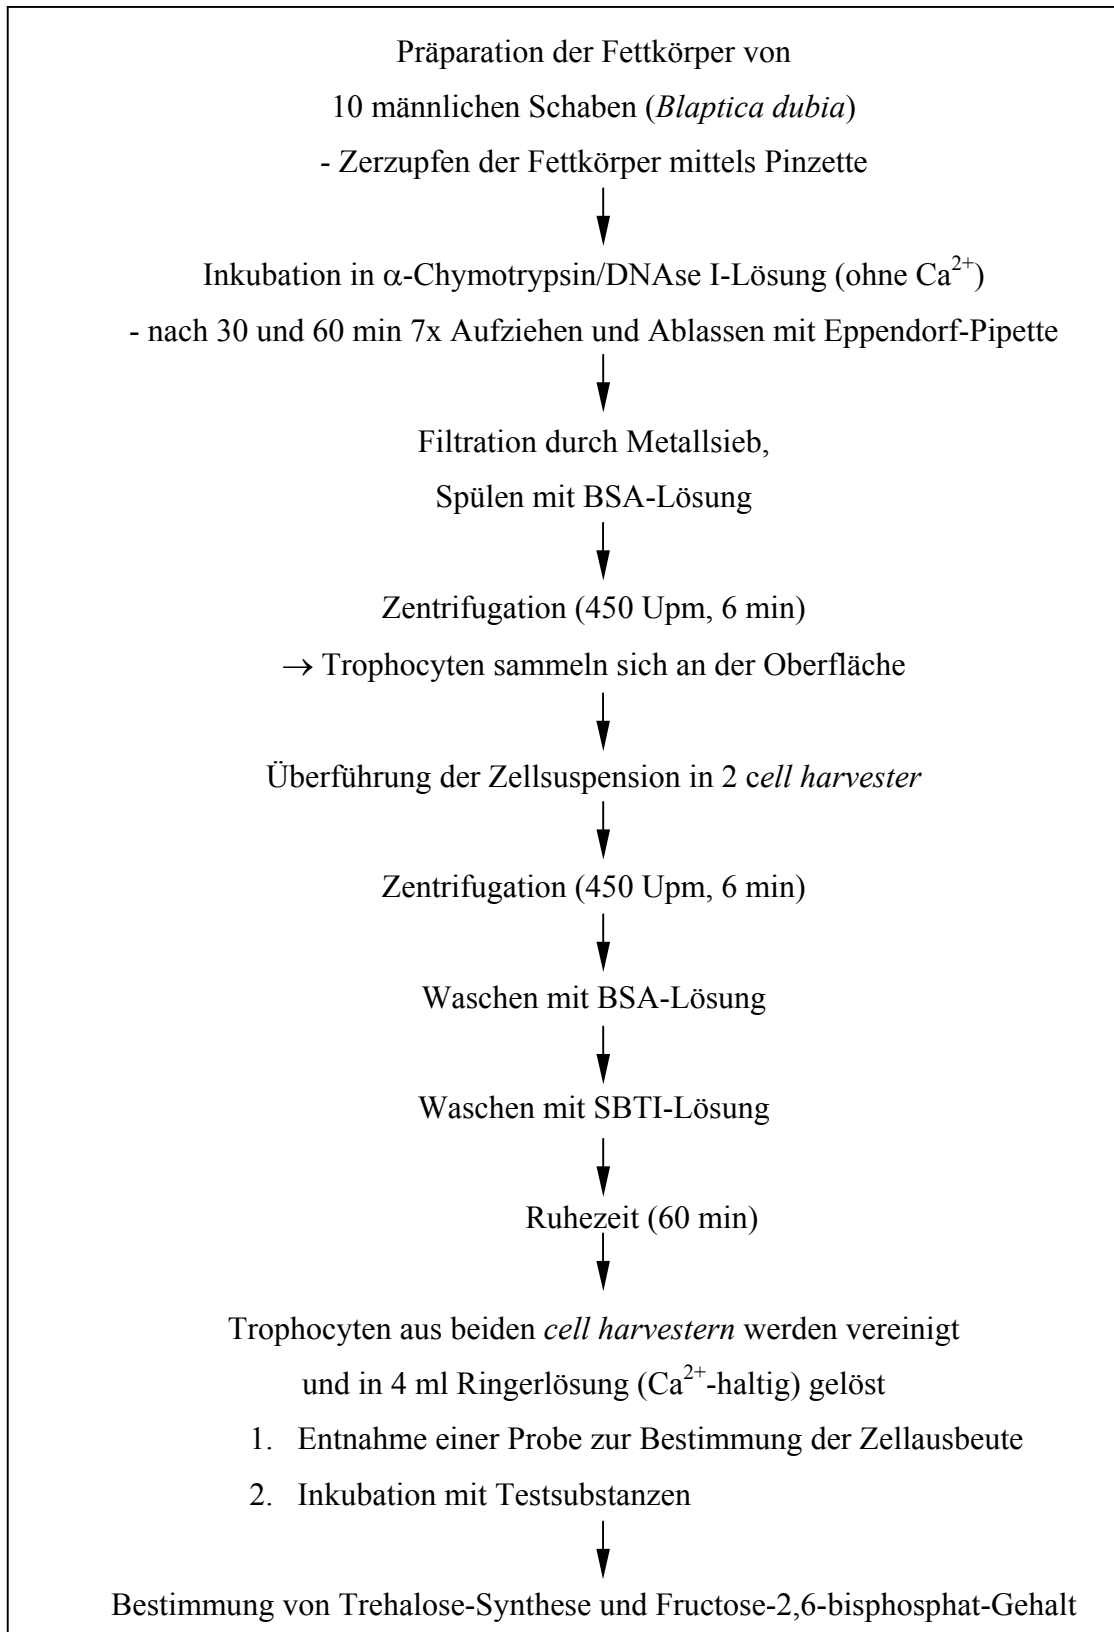 Präparation der Fettkörper von
10 männlichen Schaben (Blaptica dubia)
- Zerzupfen der Fettkörper mittels Pinzette
Inkubation in α-Chymotrypsin/DNAse I-Lösung (ohne Ca²⁺)
- nach 30 und 60 min 7x Aufziehen und Ablassen mit Eppendorf-Pipette
Filtration durch Metallsieb,
Spülen mit BSA-Lösung
Zentrifugation (450 Upm, 6 min)
→ Trophocyten sammeln sich an der Oberfläche
Überführung der Zellsuspension in 2 cell harvester
Zentrifugation (450 Upm, 6 min)
Waschen mit BSA-Lösung
Waschen mit SBTI-Lösung
Ruhezeit (60 min)
Trophocyten aus beiden cell harvestern werden vereinigt
und in 4 ml Ringerlösung (Ca²⁺-haltig) gelöst
1. Entnahme einer Probe zur Bestimmung der Zellausbeute
2. Inkubation mit Testsubstanzen
Bestimmung von Trehalose-Synthese und Fructose-2,6-bisphosphat-Gehalt